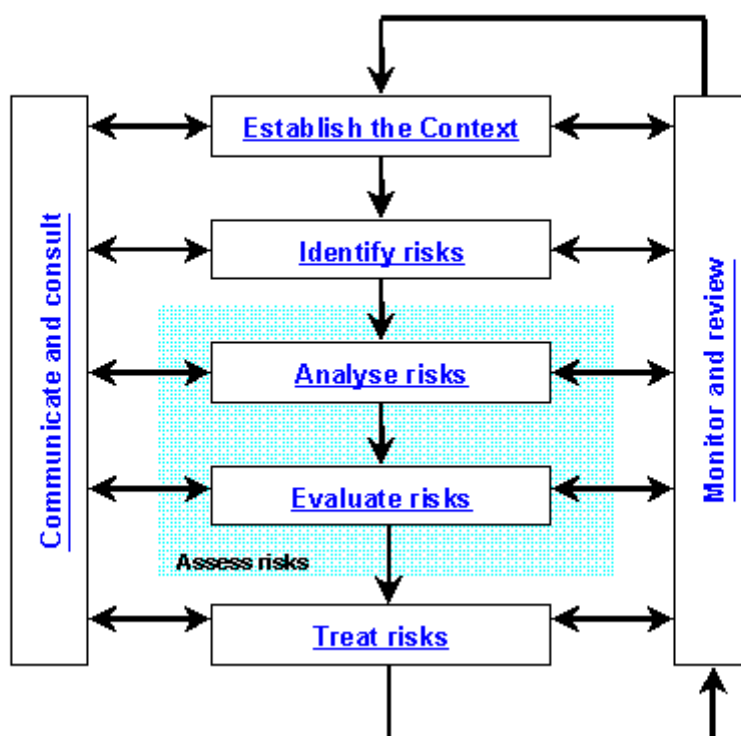 Establish the Context
Communicate and consult
Identify risks
Monitor and review
Analyse risks
Evaluate risks
Assess risks
Treat risks